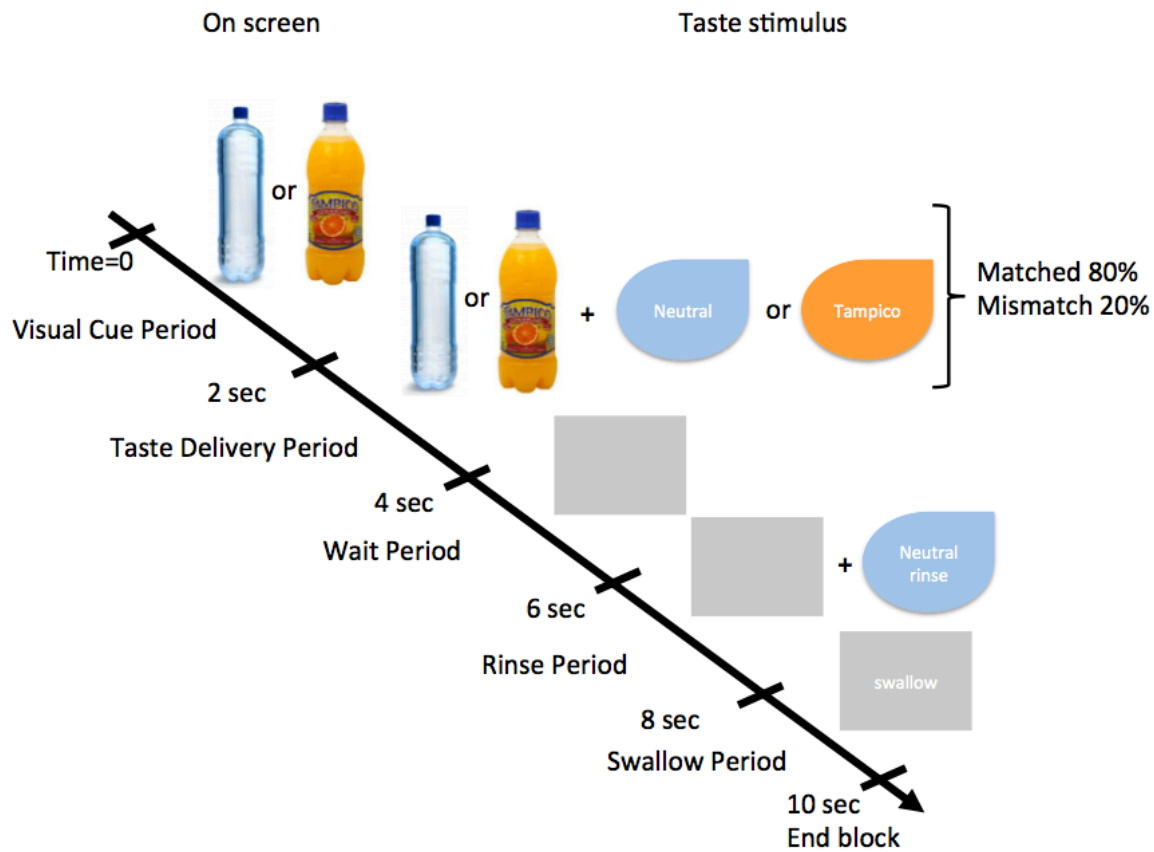 On screen
Taste stimulus
or
TAMPICO
Time=0
or
TAMPICO
+
Neutral
or
Tampico
Matched 80%
Mismatch 20%
Visual Cue Period
2 sec
Taste Delivery Period
4 sec
Wait Period
+
Neutral
rinse
6 sec
Rinse Period
swallow
8 sec
Swallow Period
10 sec
End block